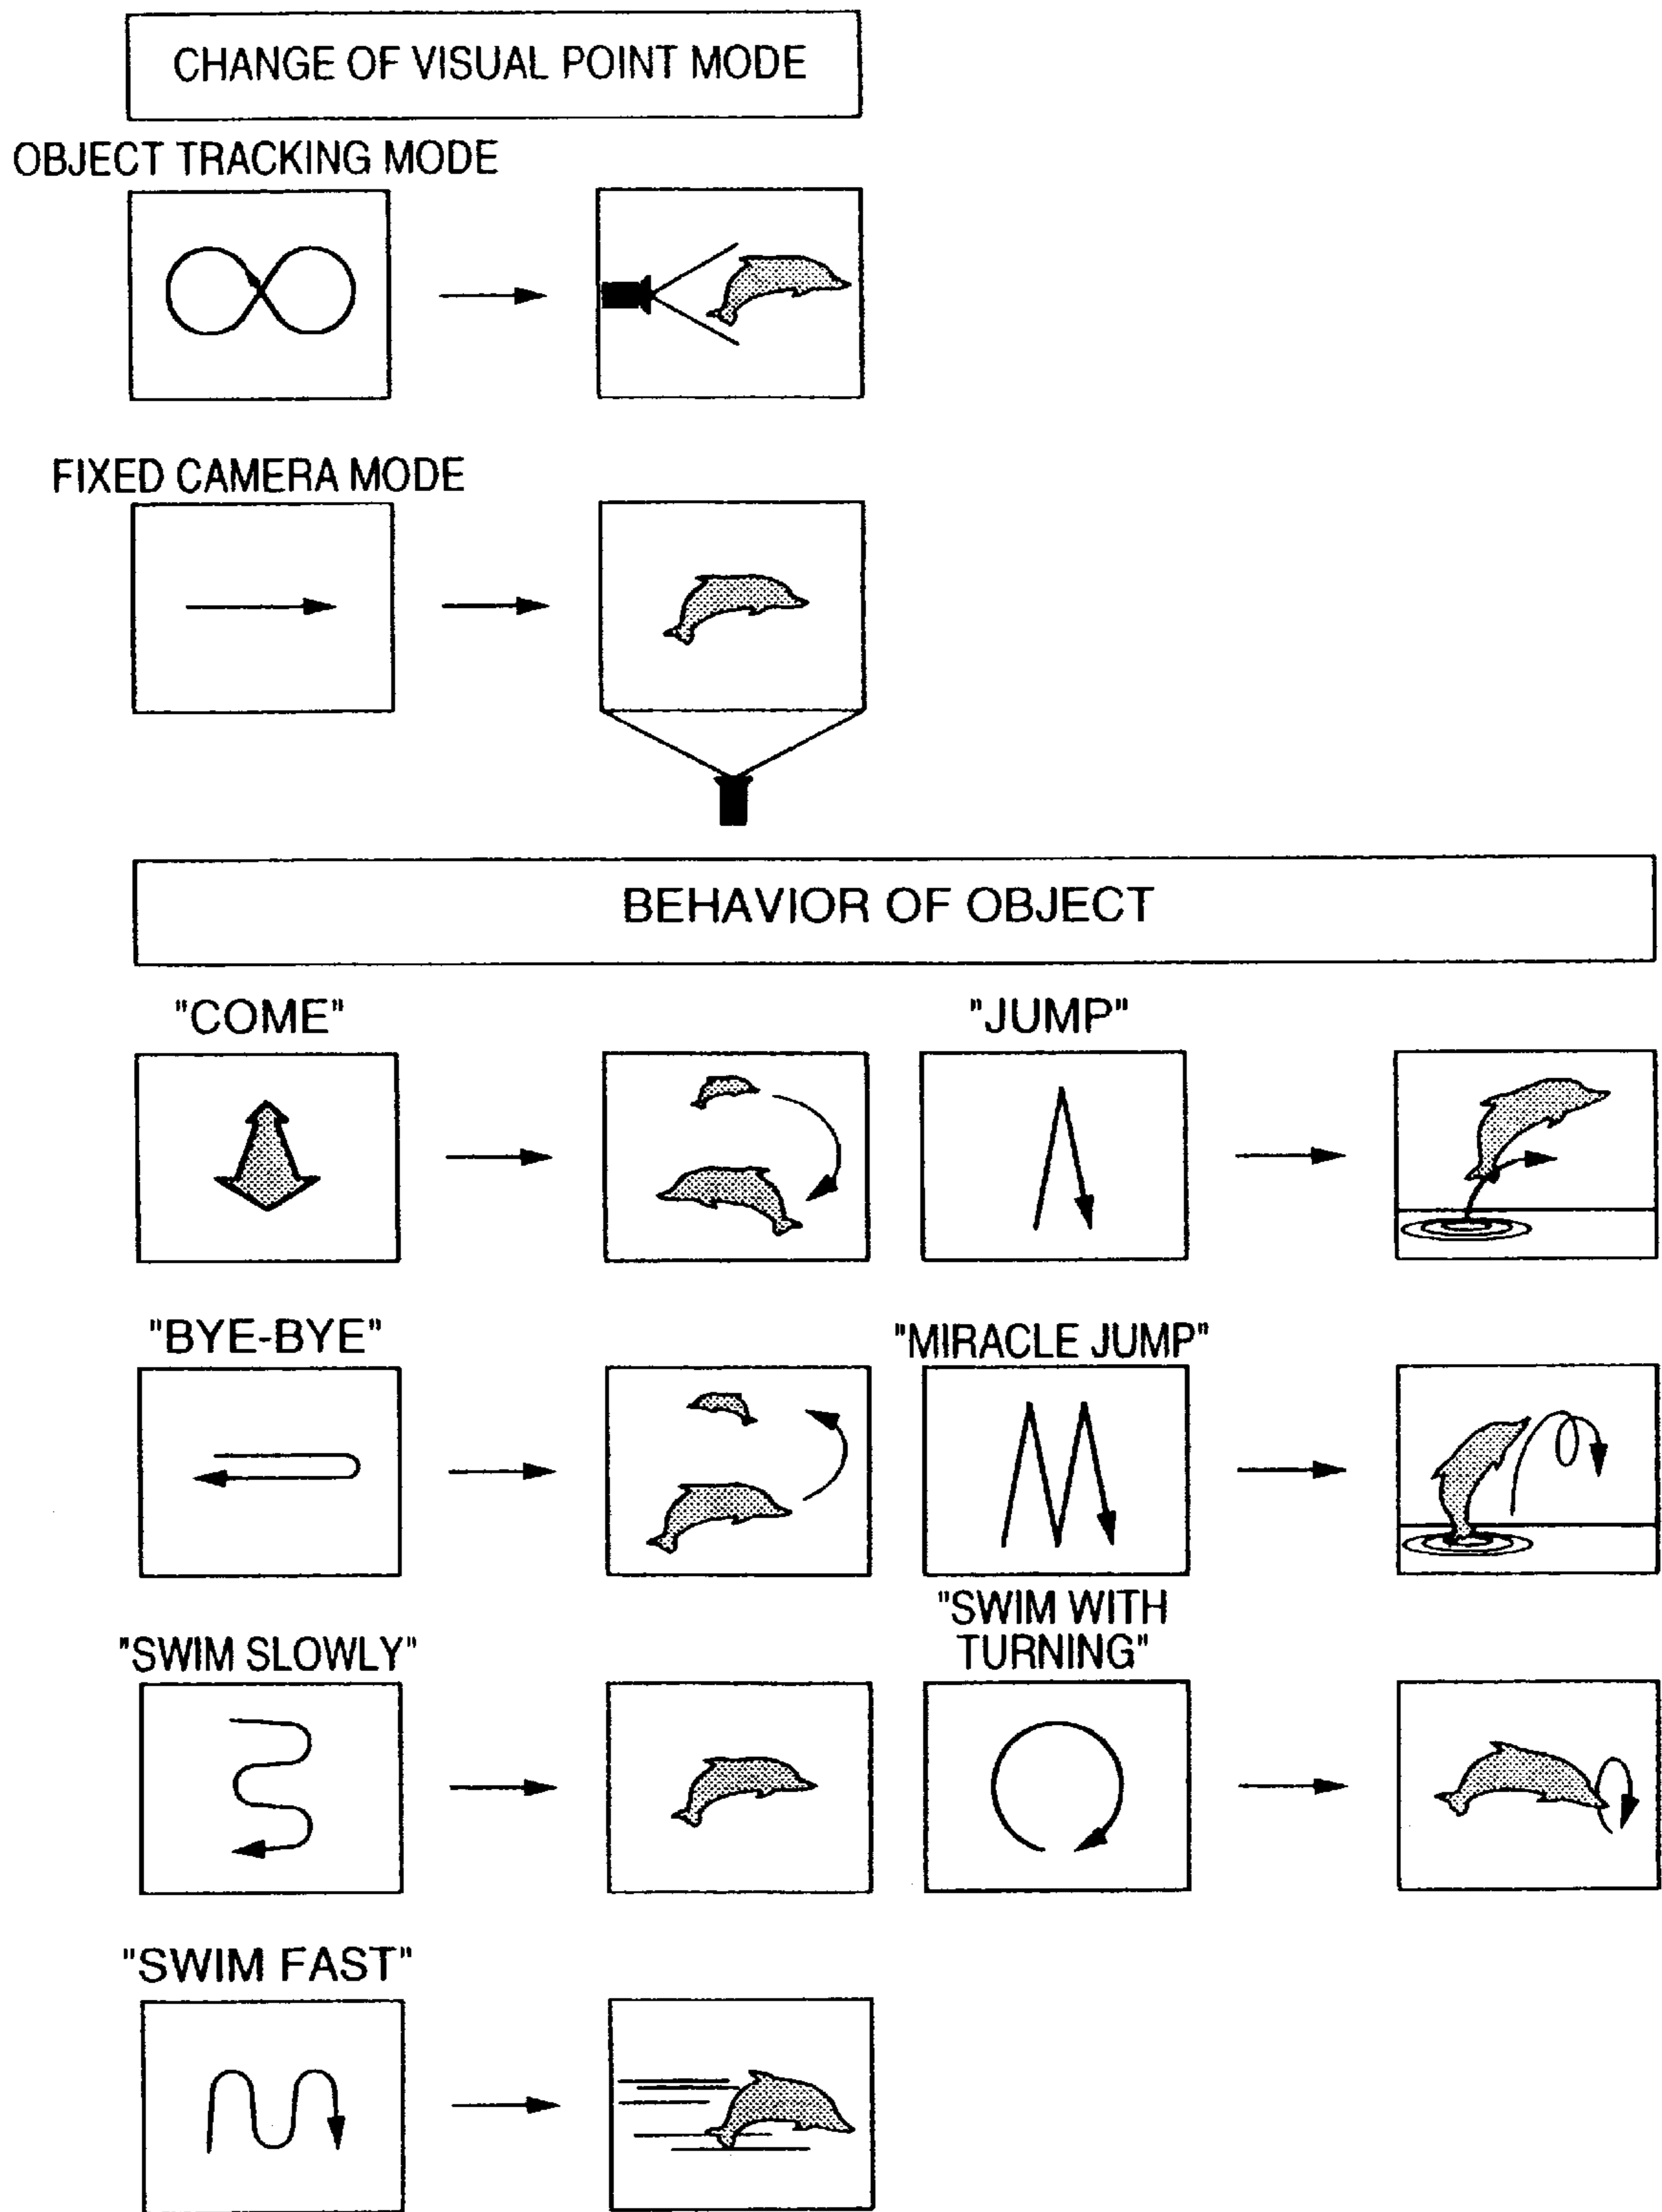 CHANGE OF VISUAL POINT MODE
OBJECT TRACKING MODE
FIXED CAMERA MODE
BEHAVIOR OF OBJECT
"COME"
"JUMP"
"BYE-BYE"
"MIRACLE JUMP"
"SWIM SLOWLY"
"SWIM WITH
TURNING"
"SWIM FAST"